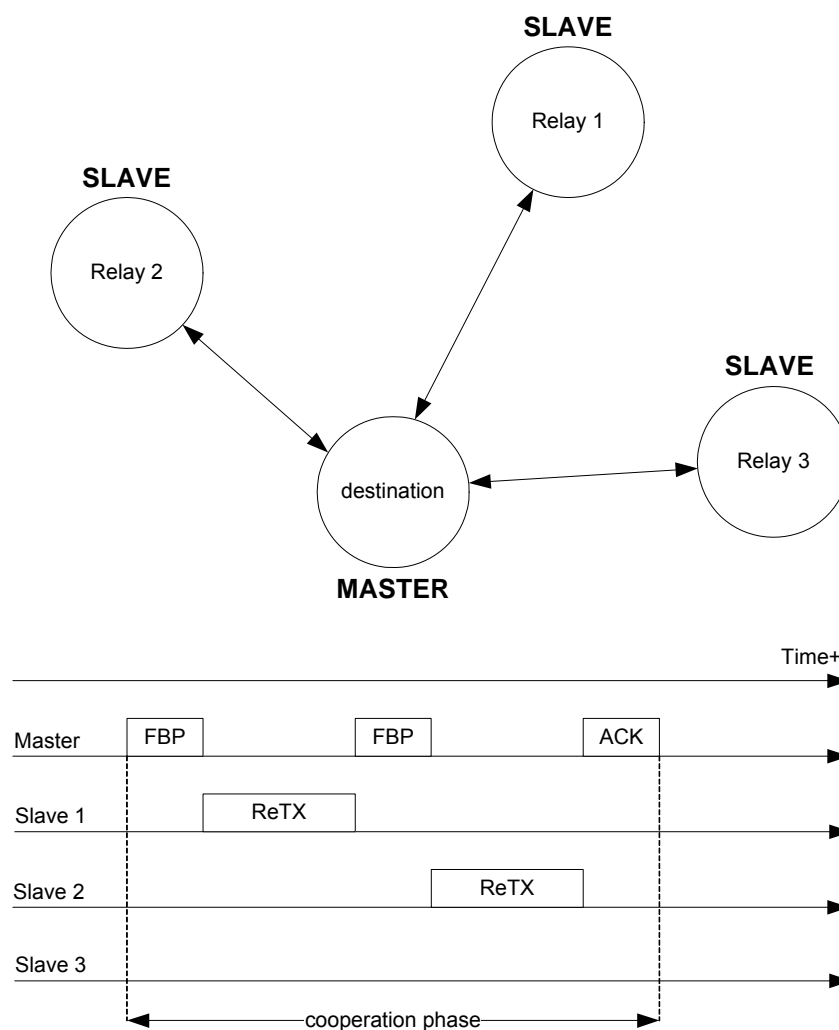 SLAVE
Relay 1
SLAVE
Relay 2
SLAVE
Relay 3
destination
MASTER
Time+
Master FBP FBP ACK
Slave 1 ReTX
Slave 2 ReTX
Slave 3
cooperation phase